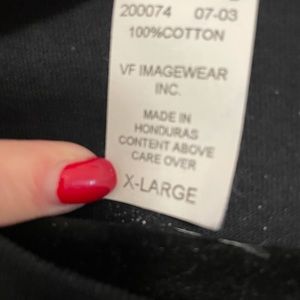 200074 07-03
100%COTTON
VF IMAGEWEAR
INC.
MADE IN
HONDURAS
CONTENT ABOVE
CARE OVER
X-LARGE